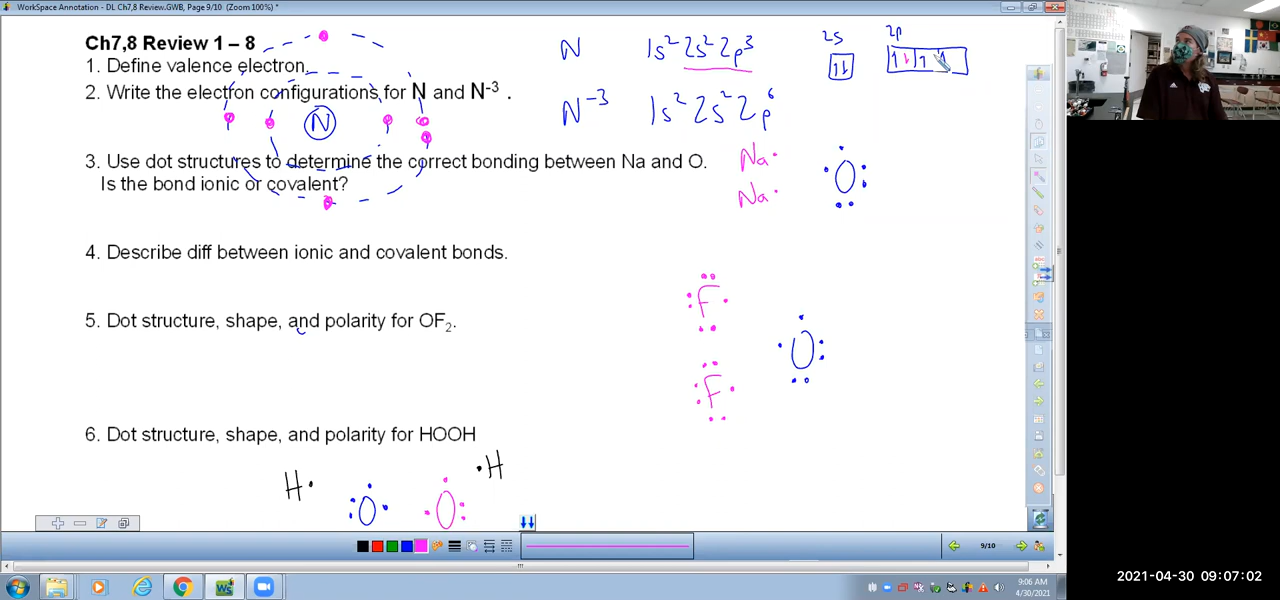 WorkSpace Annotation - DL Ch7,8 Review.GWB, Page 9/10 (Zoom 100%) *
Ch7,8 Review 1 – 8
1. Define valence electron.
2. Write the electron configurations for N and N⁻³ .
N
N 1s² 2s² 2p³
2s 2p
N⁻³ 1s² 2s² 2p⁶
3. Use dot structures to determine the correct bonding between Na and O.
Is the bond ionic or covalent?
Na
Na
O
4. Describe diff between ionic and covalent bonds.
5. Dot structure, shape, and polarity for OF₂.
F
F
O
6. Dot structure, shape, and polarity for HOOH
H O O H
9/10
9:06 AM
4/30/2021
2021-04-30 09:07:02